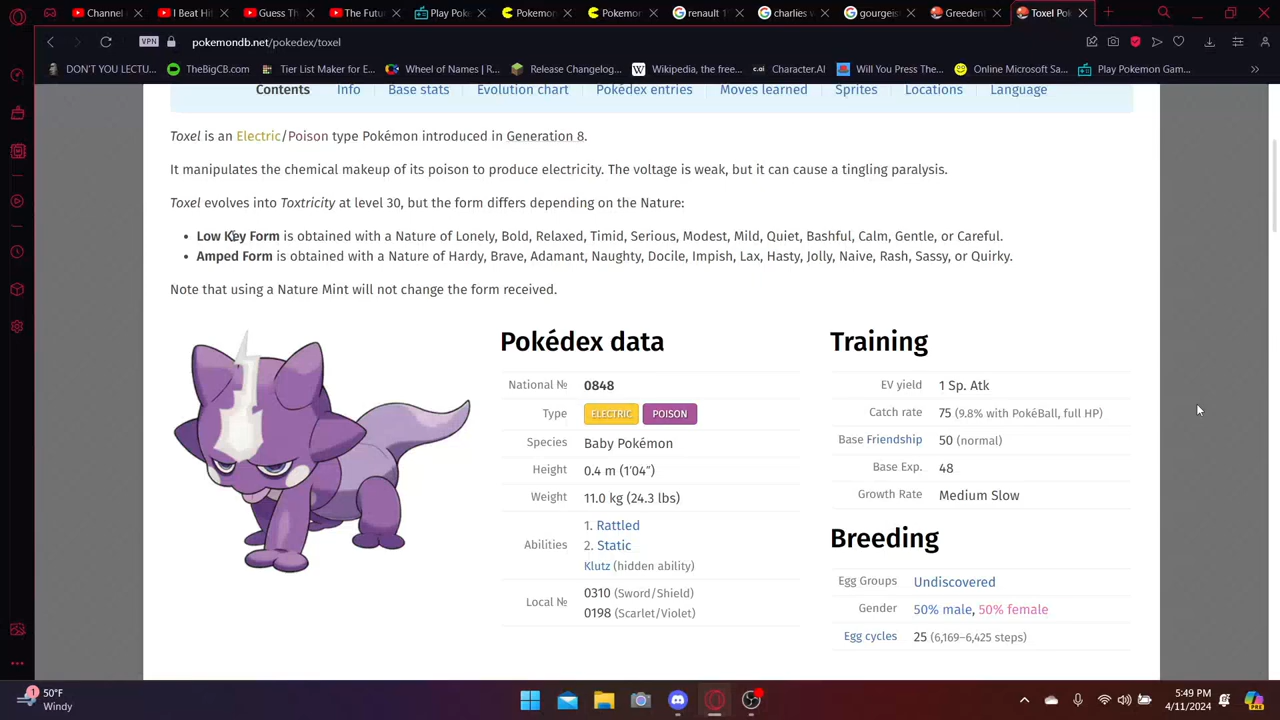 Channel
I Beat Hi
Guess Th
The Futu
Play Poke
Pokemon
Pokemon
renault 1
charlies w
gourgeis
Greedeni
Toxel Pok
VPN pokemondb.net/pokedex/toxel
DON'T YOU LECTU...
TheBigCB.com
Tier List Maker for E...
Wheel of Names | R...
Release Changelog...
Wikipedia, the free...
Character.AI
Will You Press The...
Online Microsoft Sa...
Play Pokemon Gam...
Contents Info Base stats Evolution chart Pokédex entries Moves learned Sprites Locations Language
Toxel is an Electric/Poison type Pokémon introduced in Generation 8.
It manipulates the chemical makeup of its poison to produce electricity. The voltage is weak, but it can cause a tingling paralysis.
Toxel evolves into Toxtricity at level 30, but the form differs depending on the Nature:
• Low Key Form is obtained with a Nature of Lonely, Bold, Relaxed, Timid, Serious, Modest, Mild, Quiet, Bashful, Calm, Gentle, or Careful.
• Amped Form is obtained with a Nature of Hardy, Brave, Adamant, Naughty, Docile, Impish, Lax, Hasty, Jolly, Naive, Rash, Sassy, or Quirky.
Note that using a Nature Mint will not change the form received.
Pokédex data
National № 0848
Type ELECTRIC POISON
Species Baby Pokémon
Height 0.4 m (1′04″)
Weight 11.0 kg (24.3 lbs)
Abilities 1. Rattled
2. Static
Klutz (hidden ability)
Local № 0310 (Sword/Shield)
0198 (Scarlet/Violet)
Training
EV yield 1 Sp. Atk
Catch rate 75 (9.8% with PokéBall, full HP)
Base Friendship 50 (normal)
Base Exp. 48
Growth Rate Medium Slow
Breeding
Egg Groups Undiscovered
Gender 50% male, 50% female
Egg cycles 25 (6,169–6,425 steps)
1
50°F
Windy
5:49 PM
4/11/2024
PRE